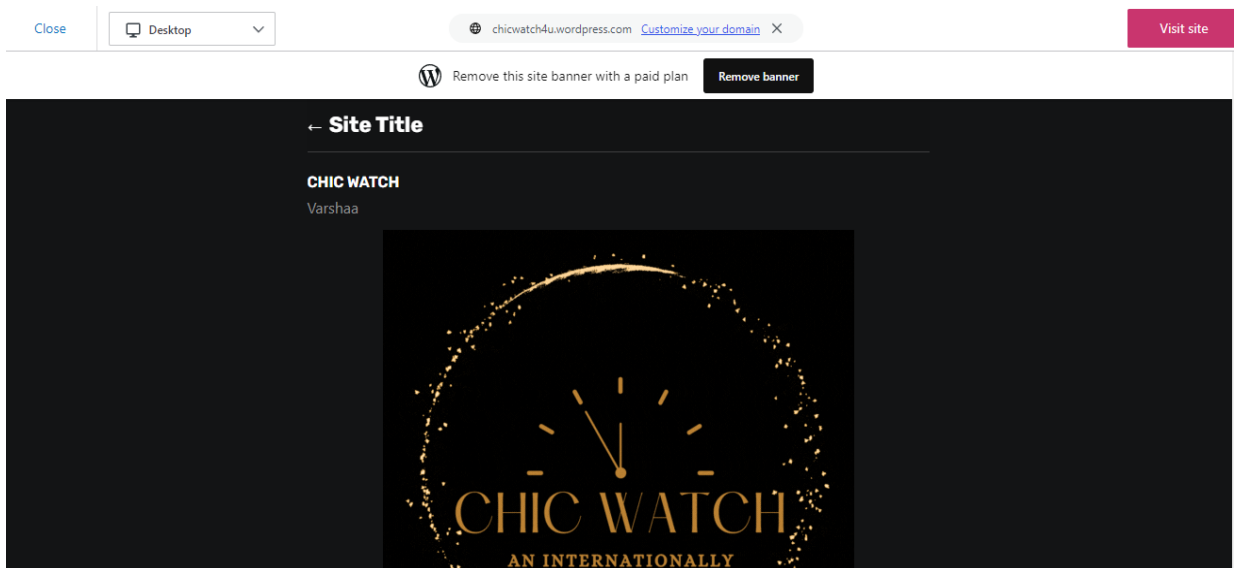 Close
Desktop
chicwatch4u.wordpress.com Customize your domain
Visit site
Remove this site banner with a paid plan
Remove banner
← Site Title
CHIC WATCH
Varshaa
CHIC WATCH
AN INTERNATIONALLY